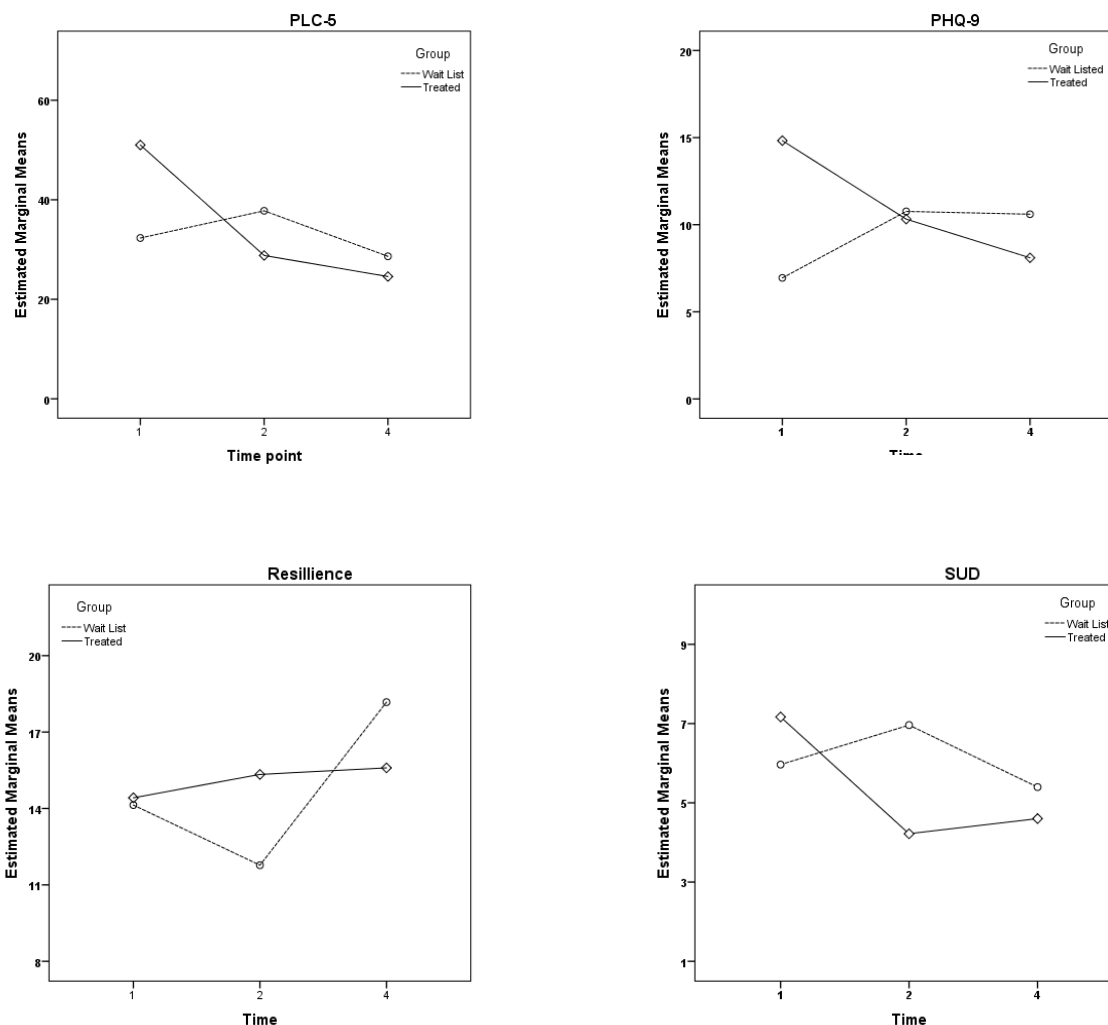 PLC-5
Group
Wait List
Treated
60
40
20
0
Estimated Marginal Means
1 2 4
Time point
PHQ-9
Group
Wait Listed
Treated
20
15
10
5
0
Estimated Marginal Means
1 2 4
Time
Resillience
Group
Wait List
Treated
20
17
14
11
8
Estimated Marginal Means
1 2 4
Time
SUD
Group
Wait List
Treated
9
7
5
3
1
Estimated Marginal Means
1 2 4
Time